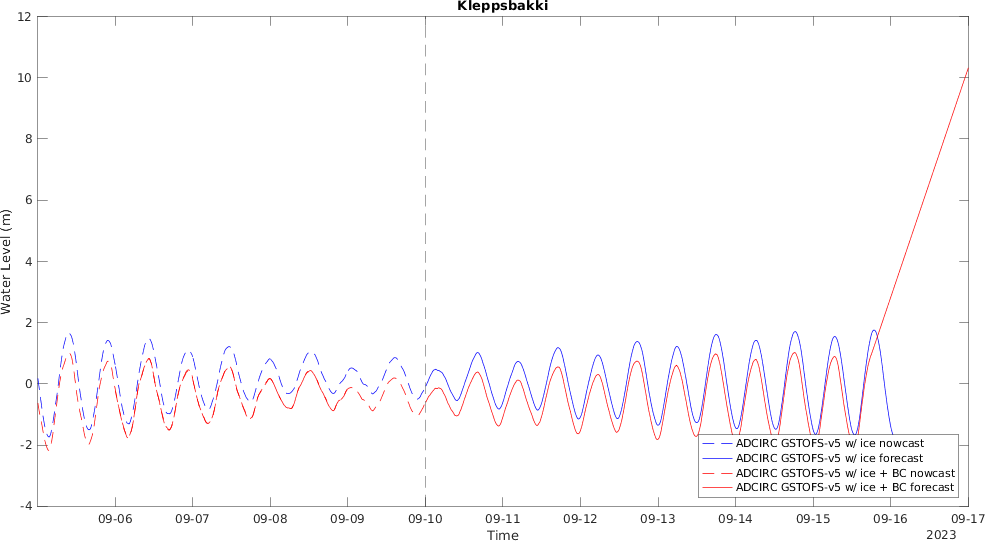 Kleppsbakki
12
10
8
6
4
2
0
-2
-4
Water Level (m)
09-06 09-07 09-08 09-09 09-10 09-11 09-12 09-13 09-14 09-15 09-16 09-17
Time
2023
ADCIRC GSTOFS-v5 w/ ice nowcast
ADCIRC GSTOFS-v5 w/ ice forecast
ADCIRC GSTOFS-v5 w/ ice + BC nowcast
ADCIRC GSTOFS-v5 w/ ice + BC forecast